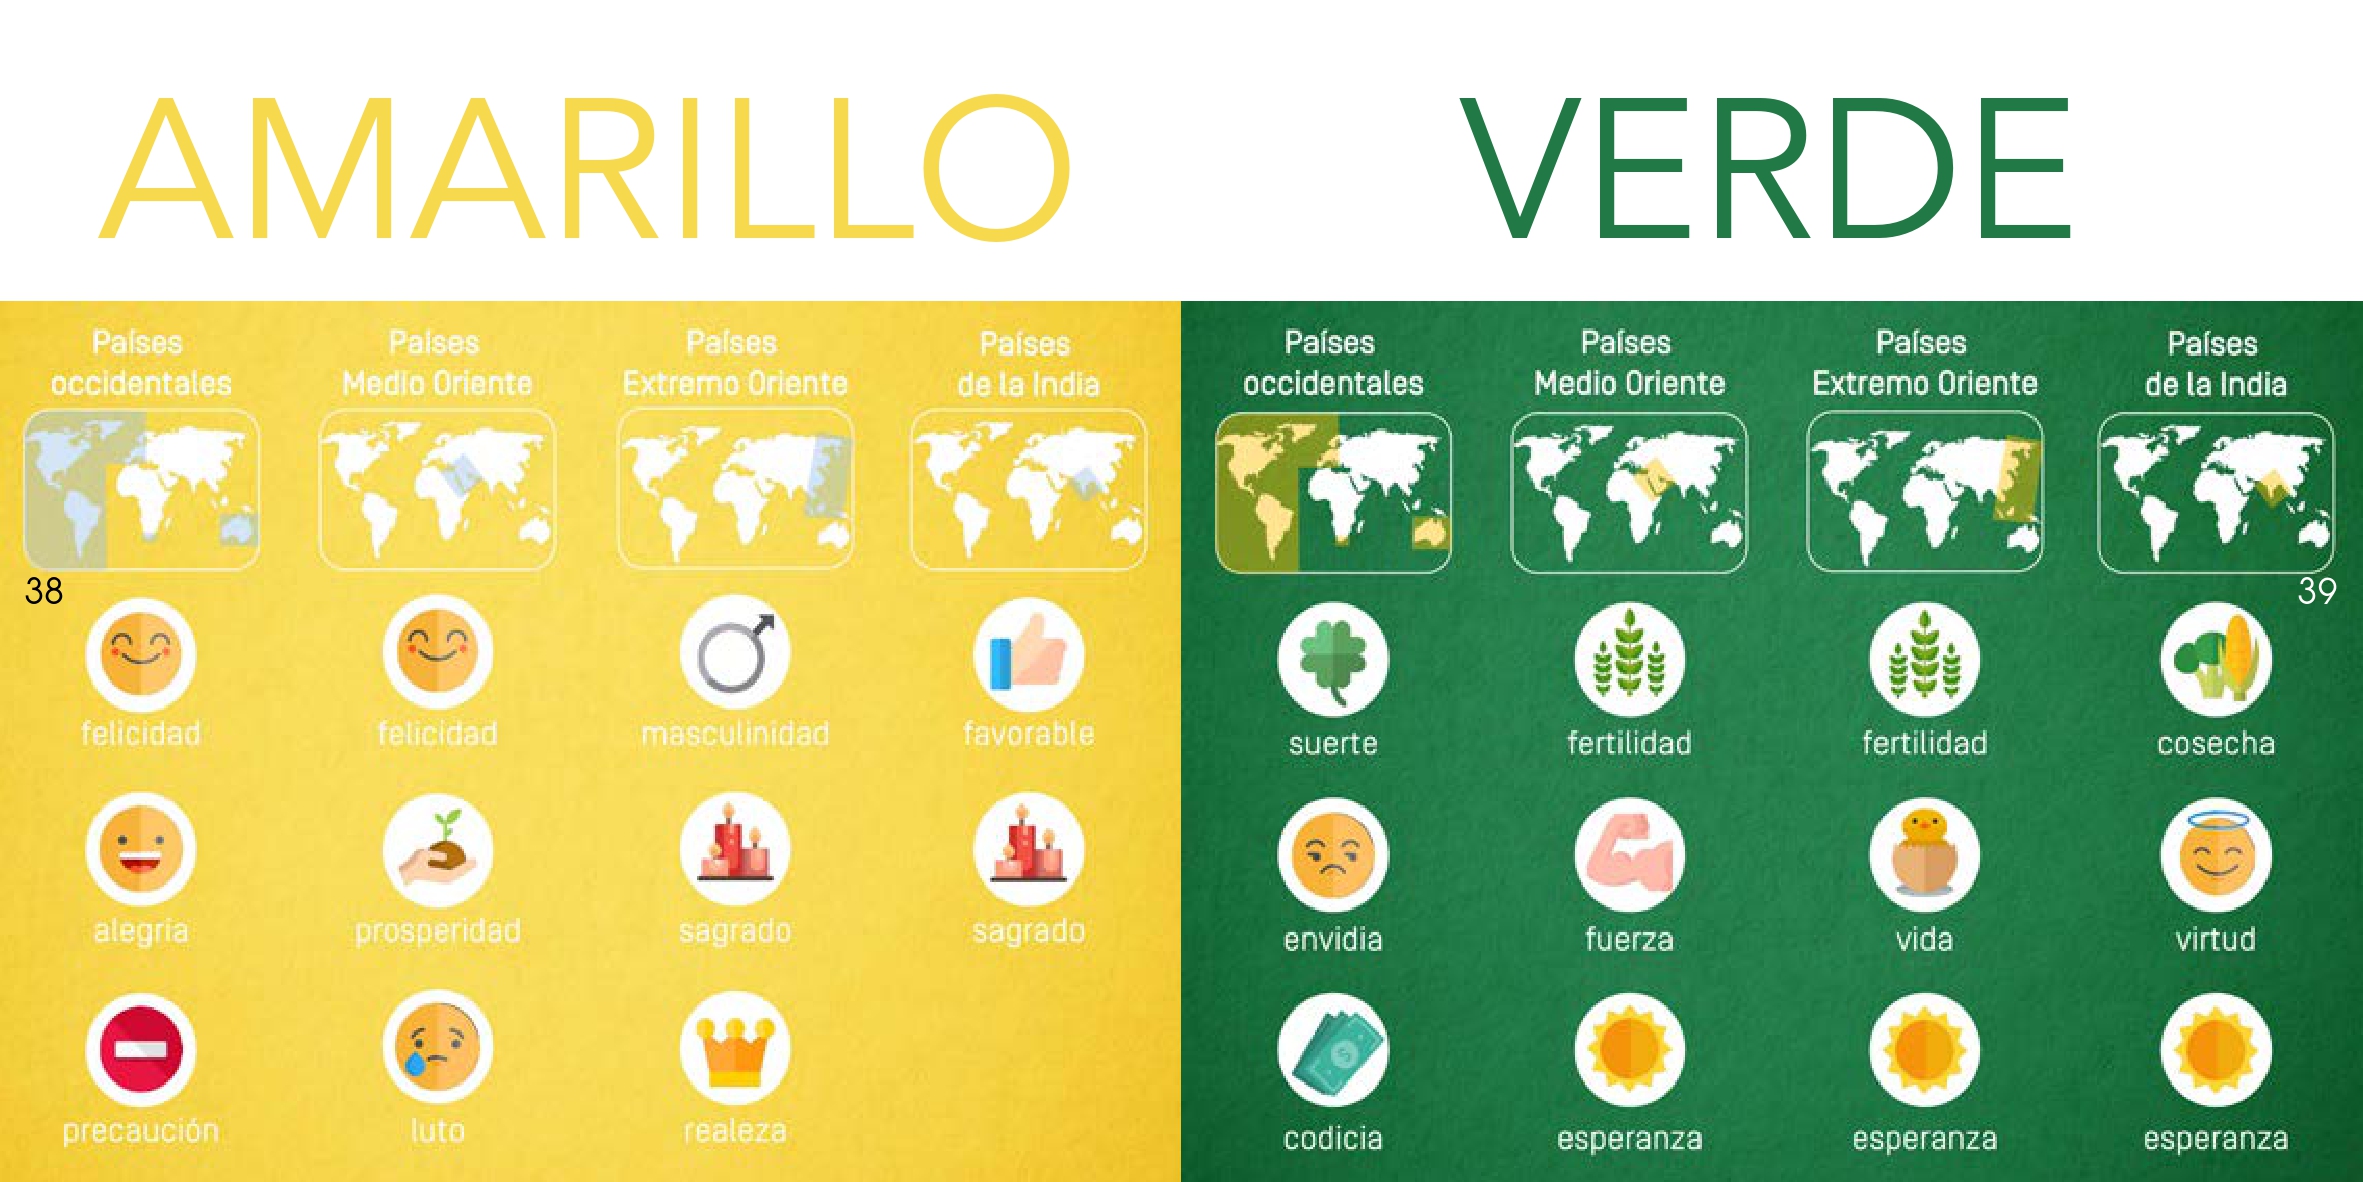 AMARILLO
Países
occidentales
Países
Medio Oriente
Países
Extremo Oriente
Países
de la India
38
felicidad
felicidad
masculinidad
favorable
alegría
prosperidad
sagrado
sagrado
precaución
luto
realeza
VERDE
Países
occidentales
Países
Medio Oriente
Países
Extremo Oriente
Países
de la India
39
suerte
fertilidad
fertilidad
cosecha
envidia
fuerza
vida
virtud
codicia
esperanza
esperanza
esperanza